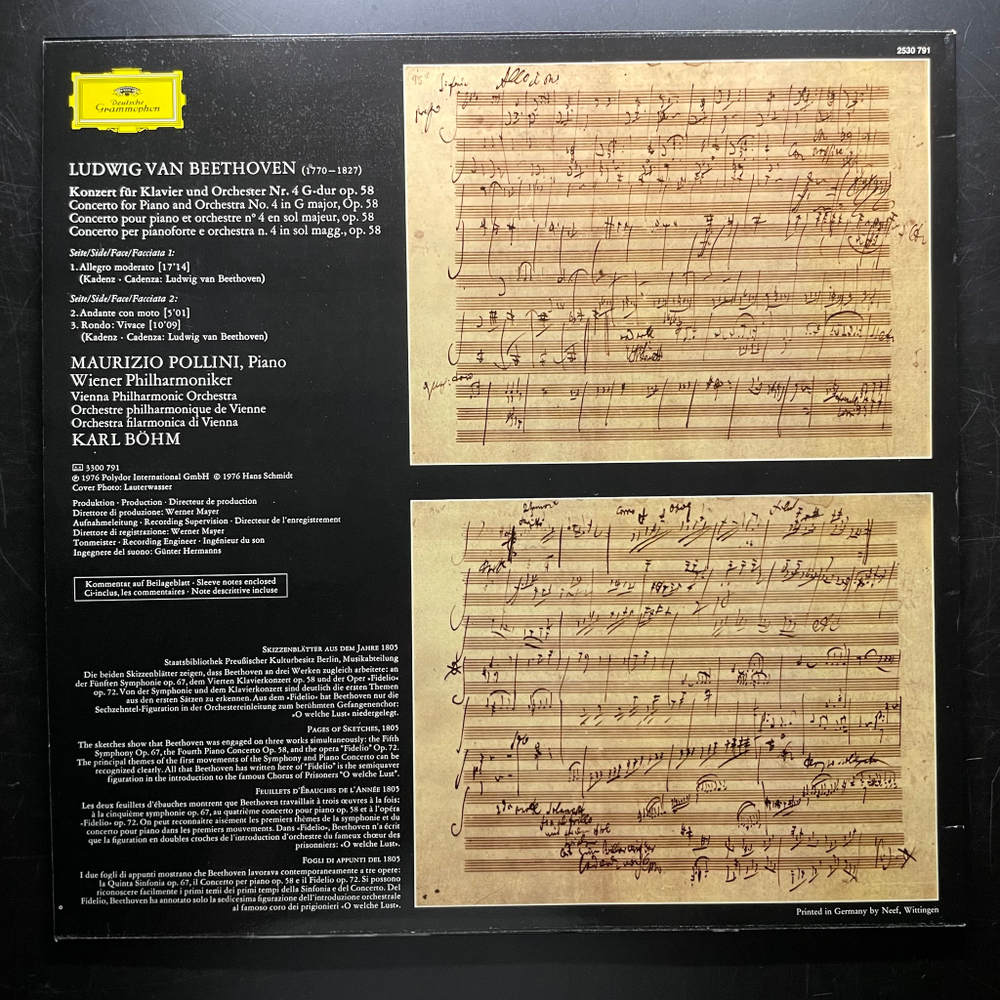 2530 791
Deutsche
Grammophon
LUDWIG VAN BEETHOVEN (1770–1827)
Konzert für Klavier und Orchester Nr. 4 G-dur op. 58
Concerto for Piano and Orchestra No. 4 in G major, Op. 58
Concerto pour piano et orchestre n° 4 en sol majeur, op. 58
Concerto per pianoforte e orchestra n. 4 in sol magg., op. 58
Seite/Side/Face/Facciata 1:
1. Allegro moderato [17'14]
(Kadenz · Cadenza: Ludwig van Beethoven)
Seite/Side/Face/Facciata 2:
2. Andante con moto [5'01]
3. Rondo: Vivace [10'09]
(Kadenz · Cadenza: Ludwig van Beethoven)
MAURIZIO POLLINI, Piano
Wiener Philharmoniker
Vienna Philharmonic Orchestra
Orchestre philharmonique de Vienne
Orchestra filarmonica di Vienna
KARL BÖHM
3300 791
℗ 1976 Polydor International GmbH © 1976 Hans Schmidt
Cover Photo: Lauterwasser
Produktion · Production · Directeur de production
Direttore di produzione: Werner Mayer
Aufnahmeleitung · Recording Supervision · Directeur de l'enregistrement
Direttore di registrazione: Werner Mayer
Tonmeister · Recording Engineer · Ingénieur du son
Ingegnere del suono: Günter Hermanns
Kommentar auf Beilageblatt · Sleeve notes enclosed
Ci-inclus, les commentaires · Note descrittive incluse
SKIZZENBLÄTTER AUS DEM JAHRE 1805
Staatsbibliothek Preußischer Kulturbesitz Berlin, Musikabteilung
Die beiden Skizzenblätter zeigen, dass Beethoven an drei Werken zugleich arbeitete: an
der Fünften Symphonie op. 67, dem Vierten Klavierkonzert op. 58 und der Oper »Fidelio«
op. 72. Von der Symphonie und dem Klavierkonzert sind deutlich die ersten Themen
aus den ersten Sätzen zu erkennen. Aus dem »Fidelio« hat Beethoven nur die
Sechzehntel-Figuration in der Orchestereinleitung zum berühmten Gefangenenchor:
»O welche Lust« niedergelegt.
PAGES OF SKETCHES, 1805
The sketches show that Beethoven was engaged on three works simultaneously: the Fifth
Symphony Op. 67, the Fourth Piano Concerto Op. 58, and the opera "Fidelio" Op. 72.
The principal themes of the first movements of the Symphony and Piano Concerto can be
recognized clearly. All that Beethoven has written here of "Fidelio" is the semiquaver
figuration in the introduction to the famous Chorus of Prisoners "O welche Lust".
FEUILLETS D'ÉBAUCHES DE L'ANNÉE 1805
Les deux feuillets d'ébauches montrent que Beethoven travaillait à trois œuvres à la fois:
à la cinquième symphonie op. 67, au quatrième concerto pour piano op. 58 et à l'opéra
«Fidelio» op. 72. On peut reconnaître aisément les premiers thèmes de la symphonie et du
concerto pour piano dans les premiers mouvements. Dans «Fidelio», Beethoven n'a écrit
que la figuration en doubles croches de l'introduction d'orchestre du fameux chœur des
prisonniers: «O welche Lust».
FOGLI DI APPUNTI DEL 1805
I due fogli di appunti mostrano che Beethoven lavorava contemporaneamente a tre opere:
la Quinta Sinfonia op. 67, il Concerto per piano op. 58 e il Fidelio op. 72. Si possono
riconoscere facilmente i primi temi dei primi tempi della Sinfonia e del Concerto. Del
Fidelio, Beethoven ha annotato solo la sedicesima figurazione dell'introduzione orchestrale
al famoso coro dei prigionieri «O welche Lust».
Printed in Germany by Neef, Wittingen